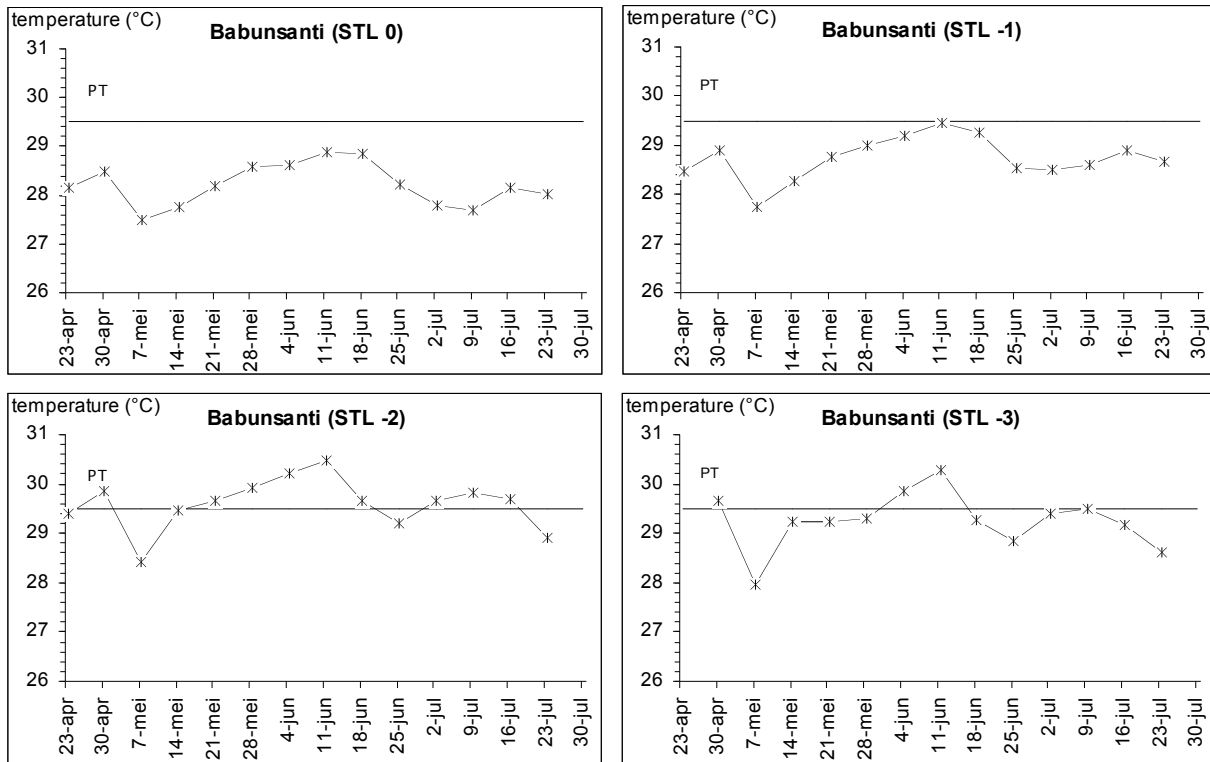 temperature (°C)
Babunsanti (STL 0)
31
30
29
28
27
26
PT
23-apr
30-apr
7-mei
14-mei
21-mei
28-mei
4-jun
11-jun
18-jun
25-jun
2-jul
9-jul
16-jul
23-jul
30-jul
temperature (°C)
Babunsanti (STL -1)
31
30
29
28
27
26
PT
23-apr
30-apr
7-mei
14-mei
21-mei
28-mei
4-jun
11-jun
18-jun
25-jun
2-jul
9-jul
16-jul
23-jul
30-jul
temperature (°C)
Babunsanti (STL -2)
31
30
29
28
27
26
PT
23-apr
30-apr
7-mei
14-mei
21-mei
28-mei
4-jun
11-jun
18-jun
25-jun
2-jul
9-jul
16-jul
23-jul
30-jul
temperature (°C)
Babunsanti (STL -3)
31
30
29
28
27
26
PT
23-apr
30-apr
7-mei
14-mei
21-mei
28-mei
4-jun
11-jun
18-jun
25-jun
2-jul
9-jul
16-jul
23-jul
30-jul